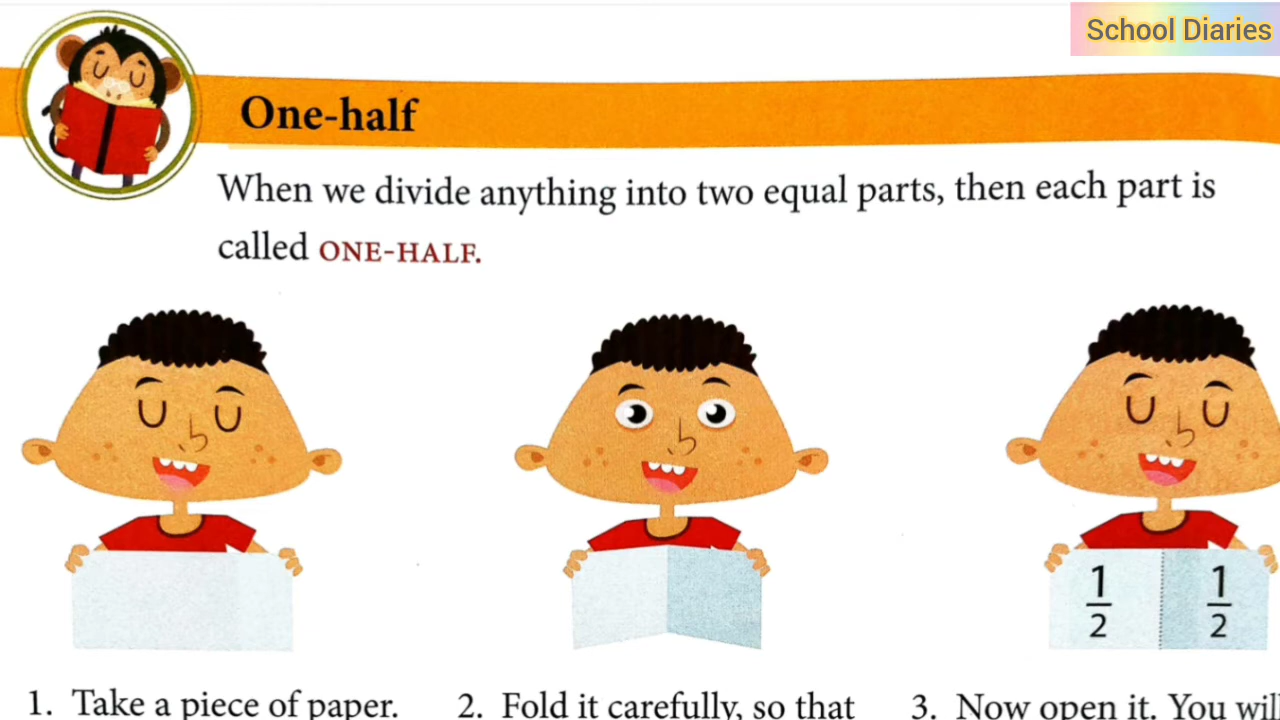 School Diaries
One-half
When we divide anything into two equal parts, then each part is
called ONE-HALF.
1/2 1/2
1. Take a piece of paper. 2. Fold it carefully, so that 3. Now open it. You will